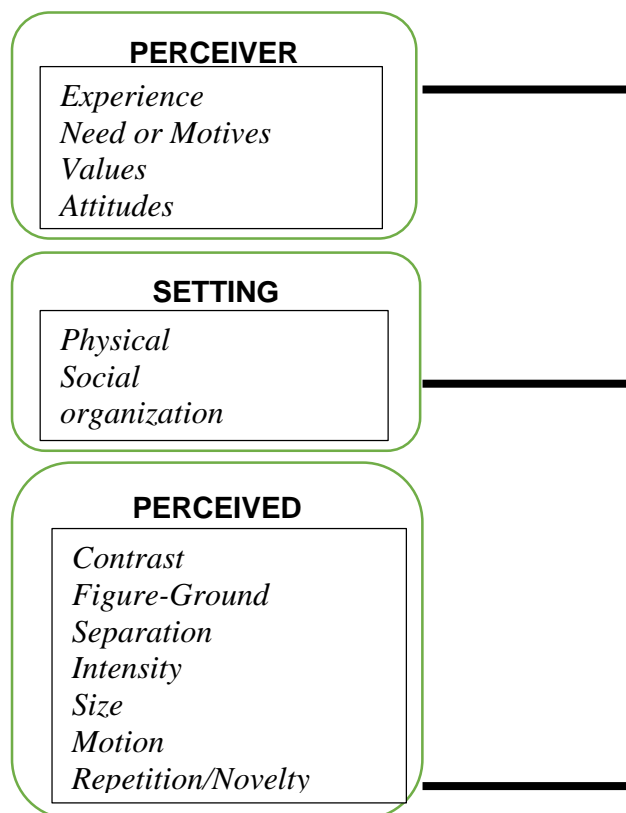 PERCEIVER
Experience
Need or Motives
Values
Attitudes
SETTING
Physical
Social
organization
PERCEIVED
Contrast
Figure-Ground
Separation
Intensity
Size
Motion
Repetition/Novelty